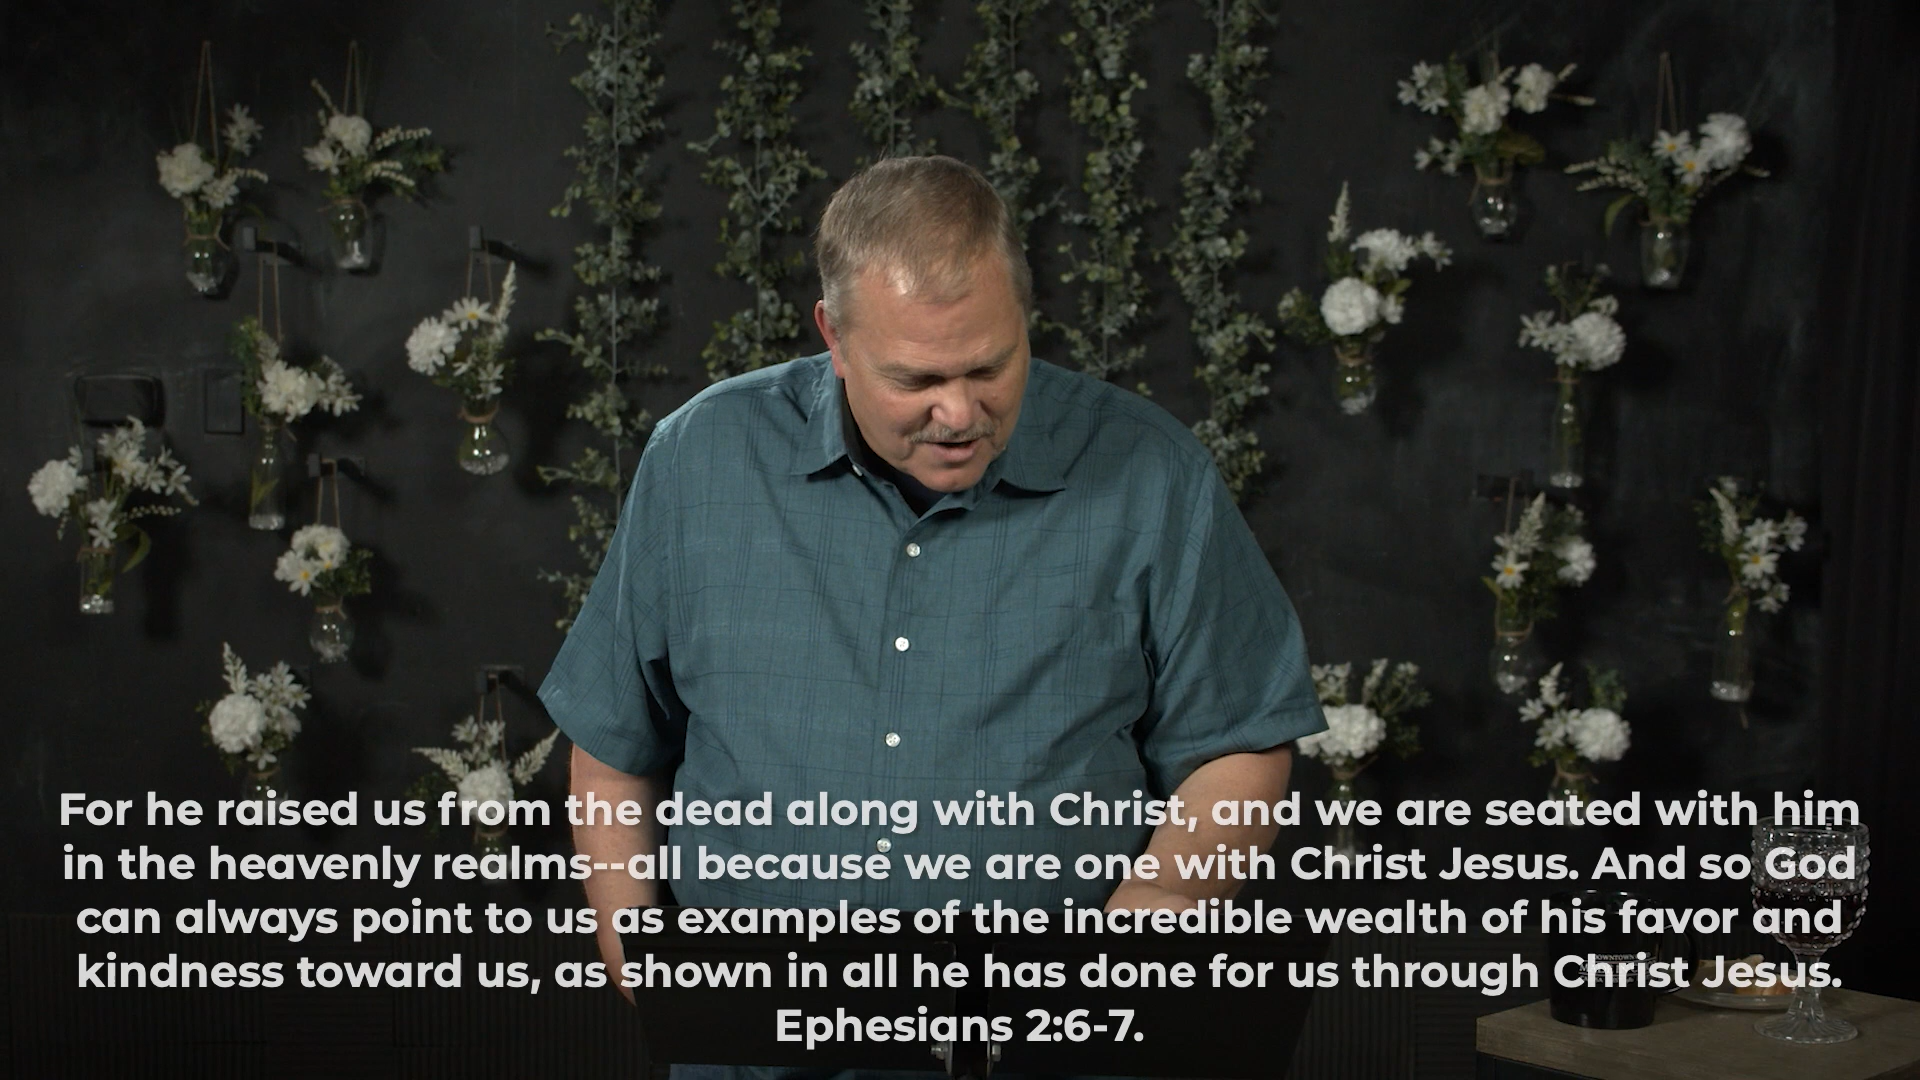 For he raised us from the dead along with Christ, and we are seated with him
in the heavenly realms--all because we are one with Christ Jesus. And so God
can always point to us as examples of the incredible wealth of his favor and
kindness toward us, as shown in all he has done for us through Christ Jesus.
Ephesians 2:6-7.
DOWNTOWN